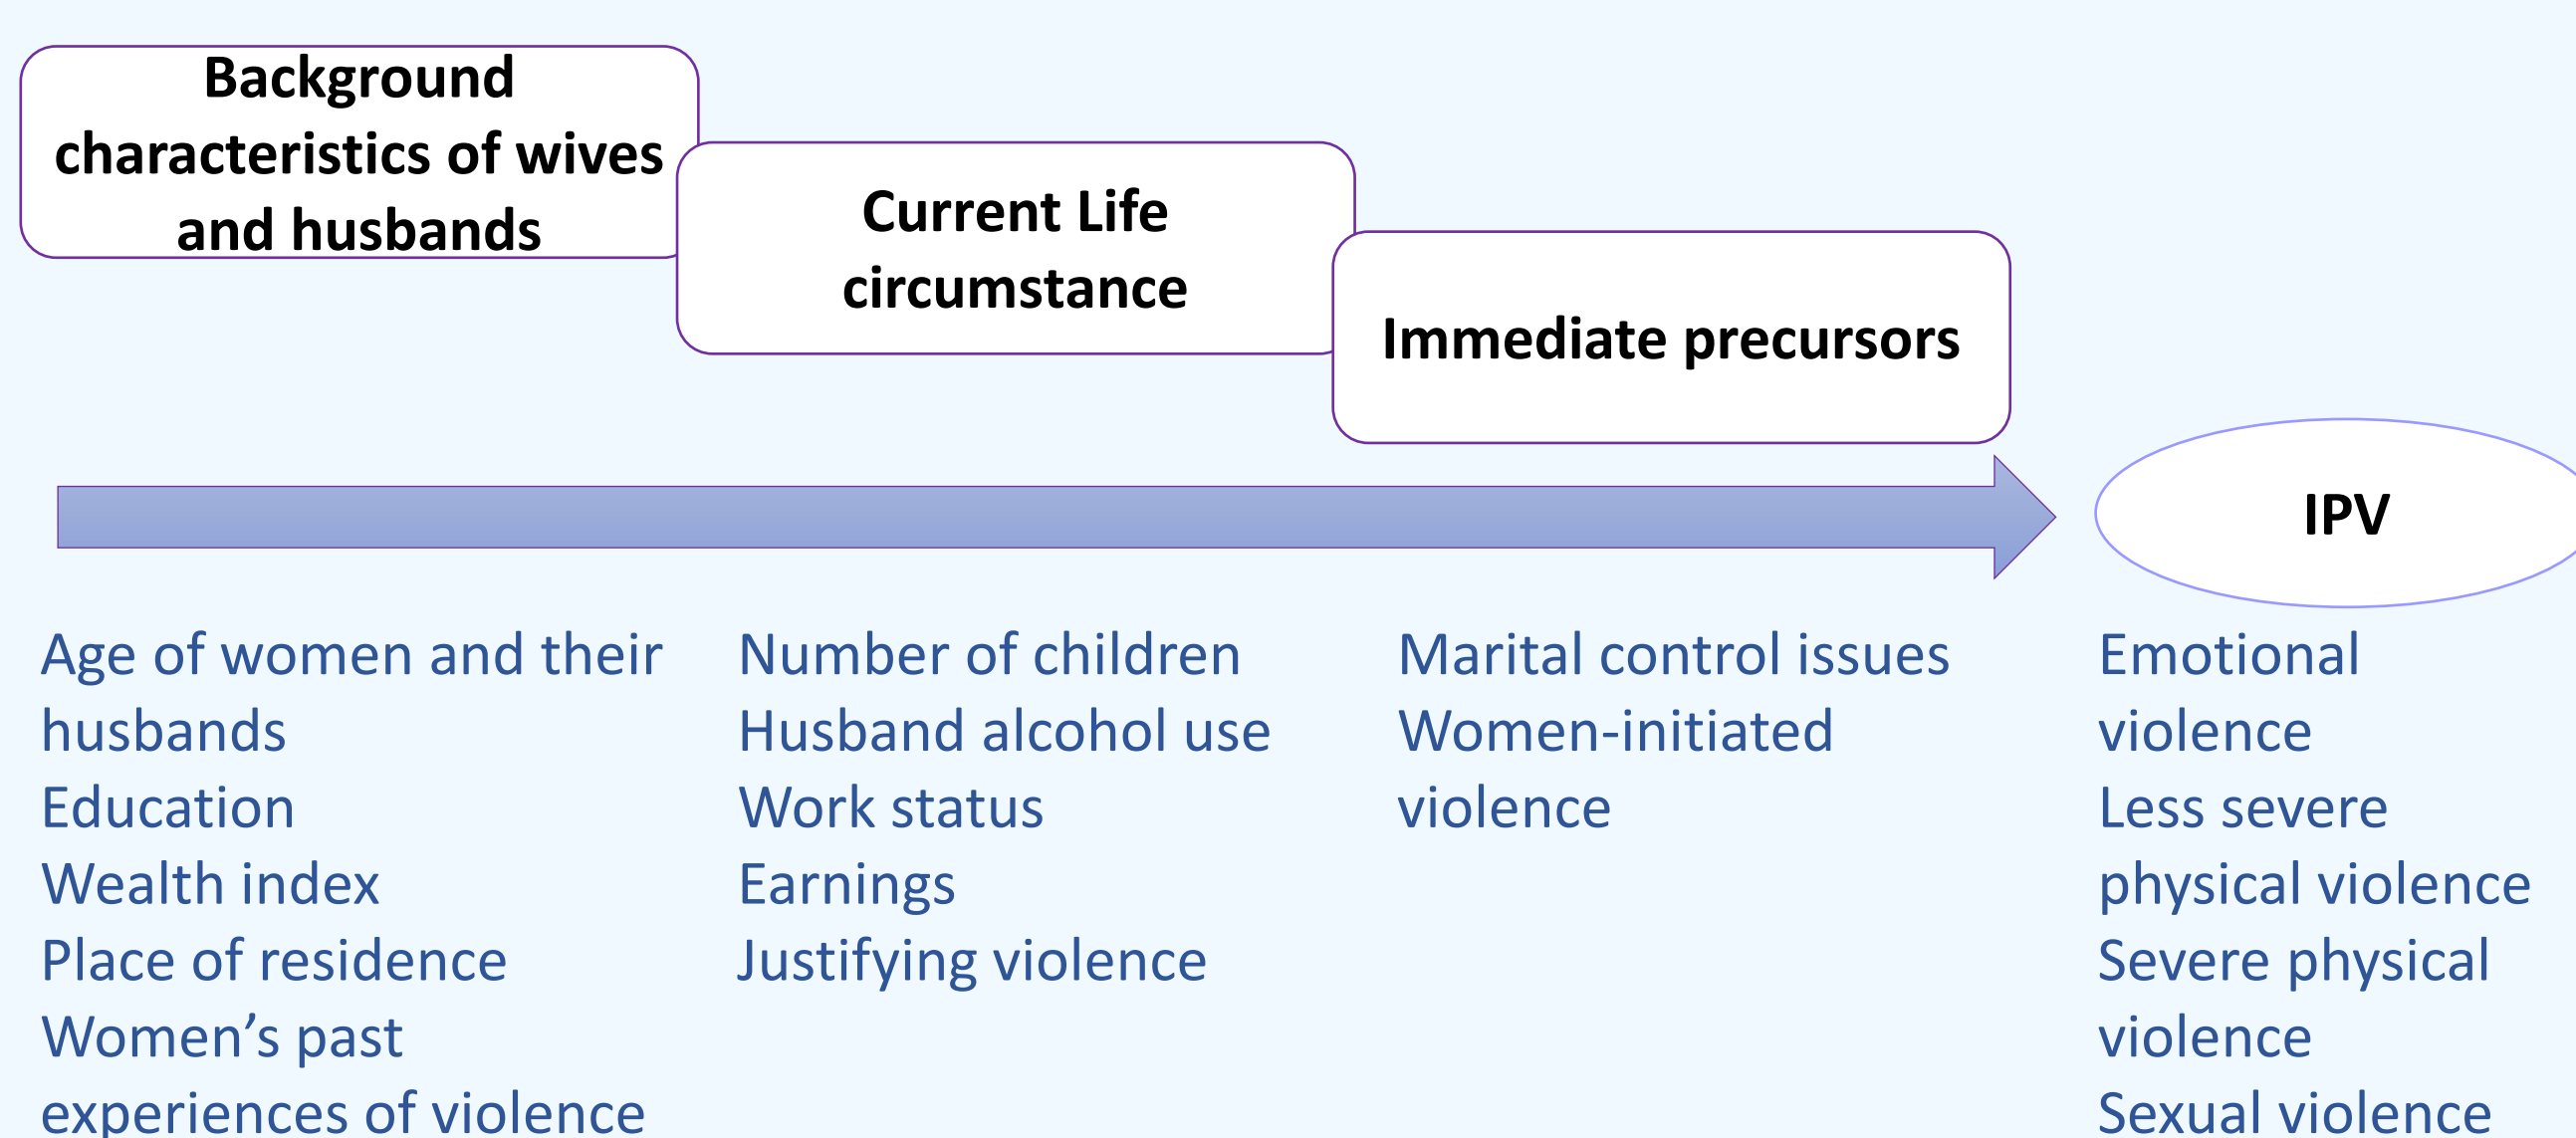 Background
characteristics of wives
and husbands
Current Life
circumstance
Immediate precursors
IPV
Age of women and their
husbands
Education
Wealth index
Place of residence
Women’s past
experiences of violence
Number of children
Husband alcohol use
Work status
Earnings
Justifying violence
Marital control issues
Women-initiated
violence
Emotional
violence
Less severe
physical violence
Severe physical
violence
Sexual violence